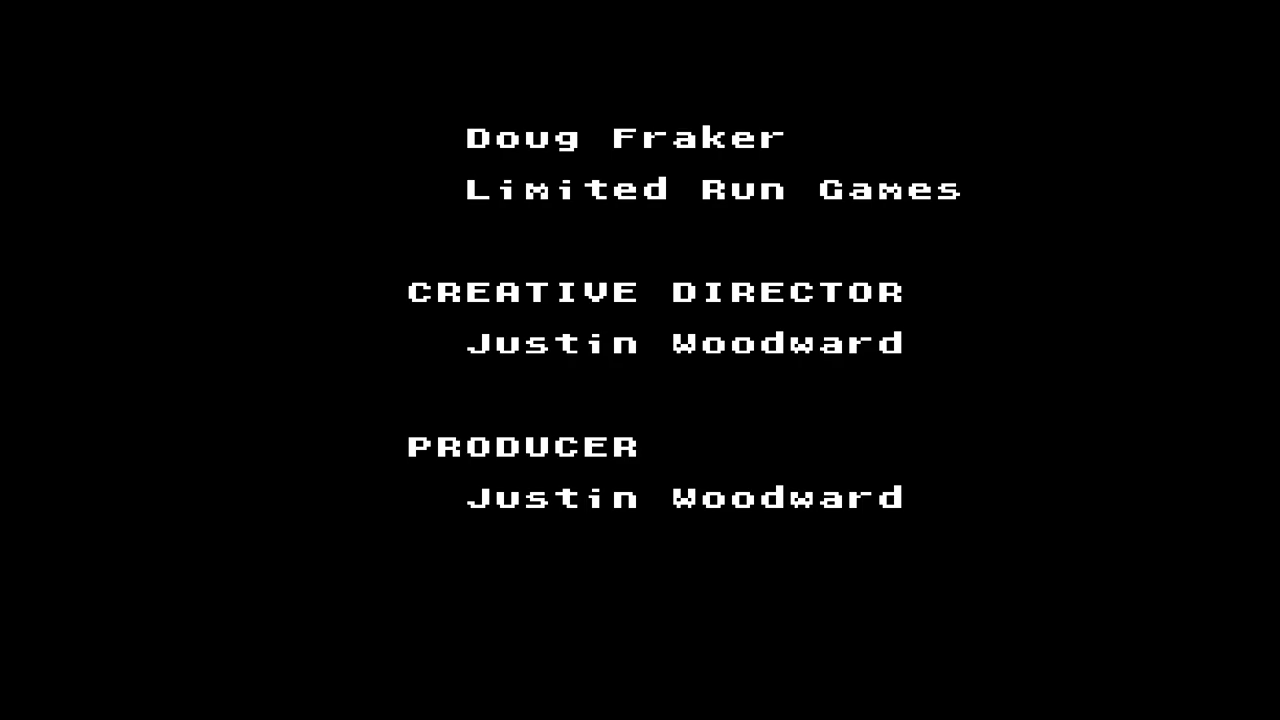 Doug Fraker
Limited Run Games
CREATIVE DIRECTOR
Justin Woodward
PRODUCER
Justin Woodward